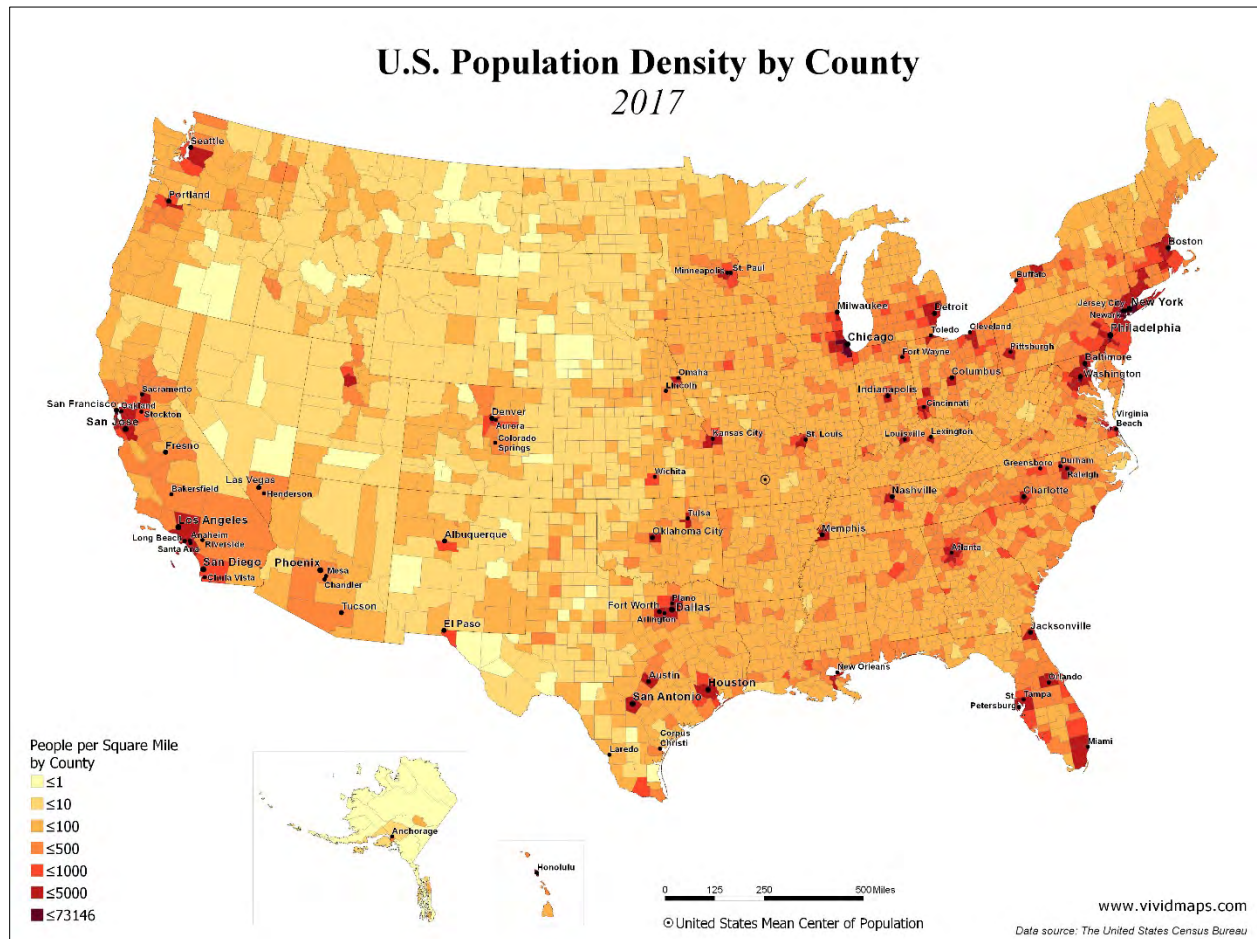 U.S. Population Density by County
2017
Seattle
Portland
Minneapolis
St. Paul
Milwaukee
Chicago
Detroit
Toledo
Cleveland
Fort Wayne
Buffalo
Boston
Jersey City
New York
Newark
Philadelphia
Pittsburgh
Baltimore
Washington
Columbus
Indianapolis
Cincinnati
Omaha
Lincoln
Sacramento
San Francisco
Oakland
Stockton
San Jose
Denver
Aurora
Colorado
Springs
Kansas City
St. Louis
Louisville
Lexington
Virginia
Beach
Fresno
Las Vegas
Henderson
Bakersfield
Wichita
Greensboro
Durham
Raleigh
Nashville
Charlotte
Los Angeles
Long Beach
Anaheim
Santa Ana
Riverside
Tulsa
Oklahoma City
Albuquerque
Memphis
Atlanta
San Diego
Chula Vista
Phoenix
Mesa
Chandler
Tucson
El Paso
Fort Worth
Plano
Dallas
Arlington
Jacksonville
Austin
San Antonio
Houston
New Orleans
Orlando
St.
Petersburg
Tampa
Miami
Corpus
Christi
Laredo
People per Square Mile
by County
≤1
≤10
≤100
≤500
≤1000
≤5000
≤73146
Anchorage
Honolulu
0 125 250 500 Miles
United States Mean Center of Population
www.vividmaps.com
Data source: The United States Census Bureau